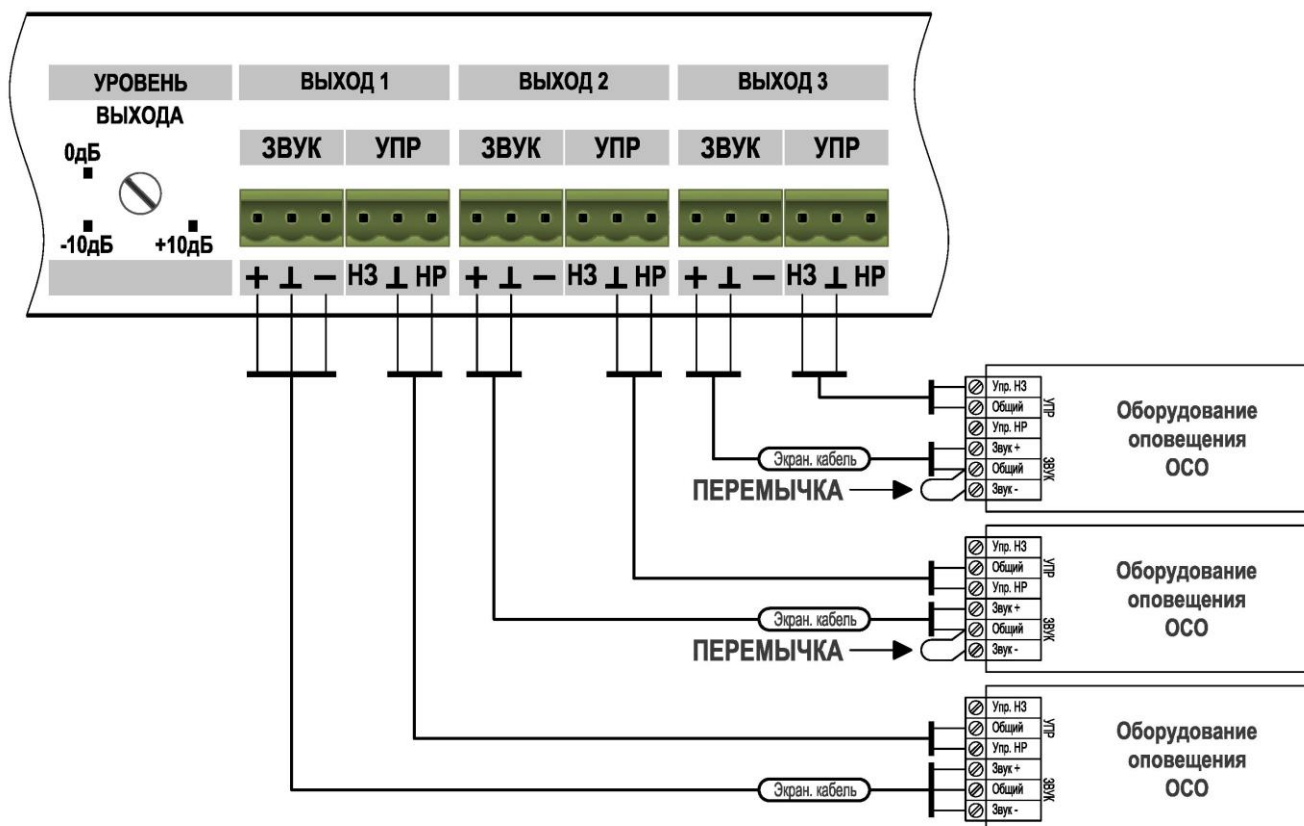 УРОВЕНЬ ВЫХОД 1 ВЫХОД 2 ВЫХОД 3
ВЫХОДА
0дБ
-10дБ +10дБ
ЗВУК УПР ЗВУК УПР ЗВУК УПР
+ ⊥ – НЗ ⊥ НР + ⊥ – НЗ ⊥ НР + ⊥ – НЗ ⊥ НР
Упр. НЗ
Общий
Упр. НР
Звук +
Общий
Звук -
УПР
ЗВУК
Оборудование
оповещения
ОСО
Экран. кабель
ПЕРЕМЫЧКА
Упр. НЗ
Общий
Упр. НР
Звук +
Общий
Звук -
УПР
ЗВУК
Оборудование
оповещения
ОСО
Экран. кабель
ПЕРЕМЫЧКА
Упр. НЗ
Общий
Упр. НР
Звук +
Общий
Звук -
УПР
ЗВУК
Оборудование
оповещения
ОСО
Экран. кабель